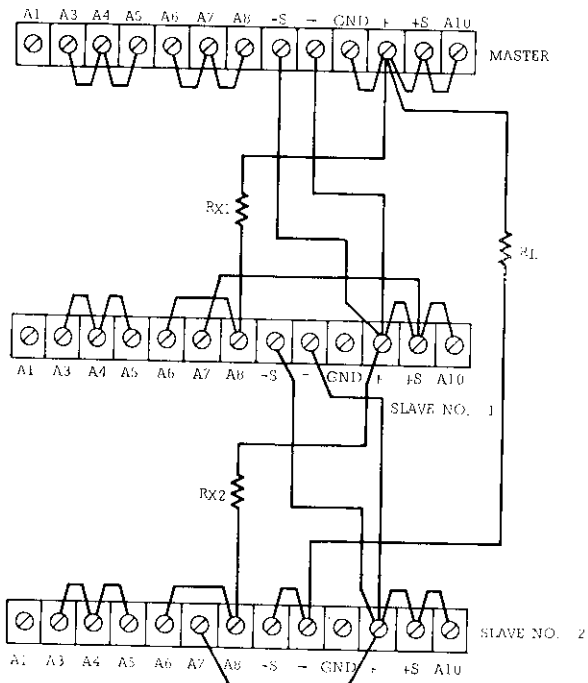 A1 A3 A4 A5 A6 A7 A8 -S - GND + +S A10
MASTER
RX1
RL
A1 A3 A4 A5 A6 A7 A8 -S - GND + +S A10
SLAVE NO. 1
RX2
SLAVE NO. 2
A1 A3 A4 A5 A6 A7 A8 -S - GND + +S A10